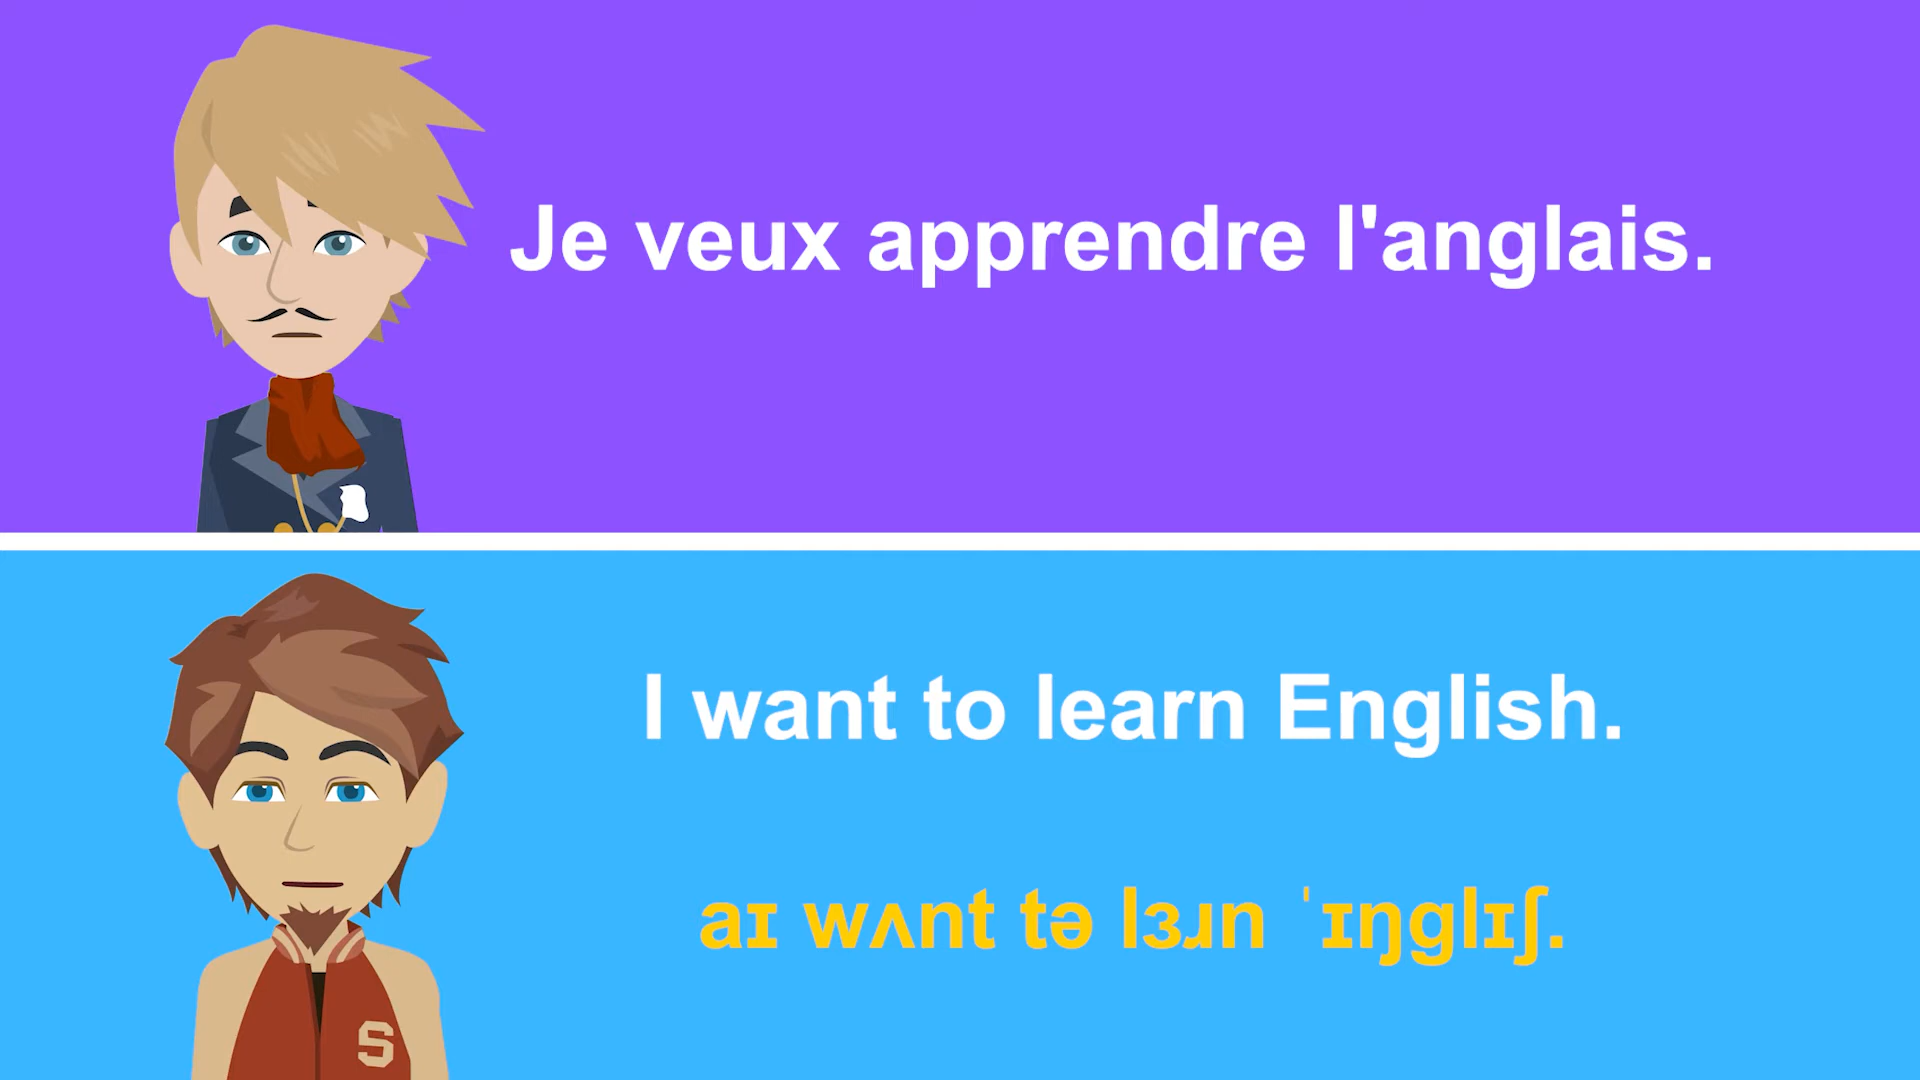 Je veux apprendre l'anglais.
I want to learn English.
aɪ wʌnt tə lɜɹn ˈɪŋglɪʃ.
S